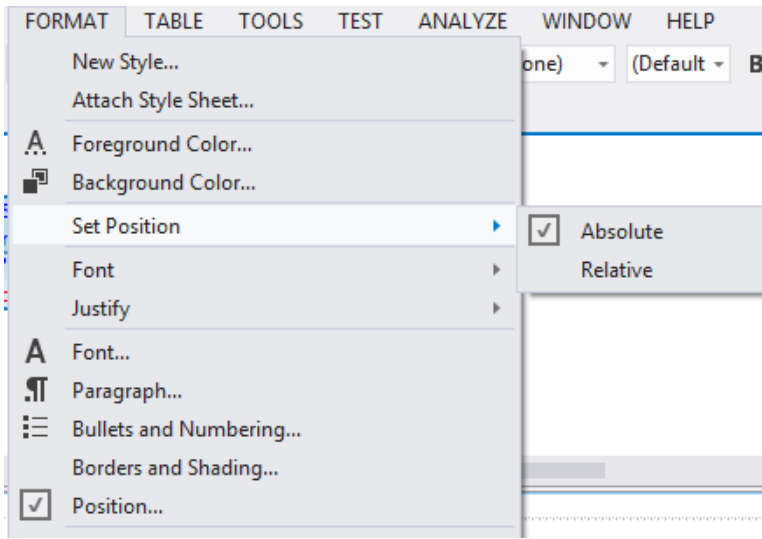 FORMAT TABLE TOOLS TEST ANALYZE WINDOW HELP
one) (Default B
New Style...
Attach Style Sheet...
Foreground Color...
Background Color...
Set Position
Absolute
Relative
Font
Justify
Font...
Paragraph...
Bullets and Numbering...
Borders and Shading...
Position...